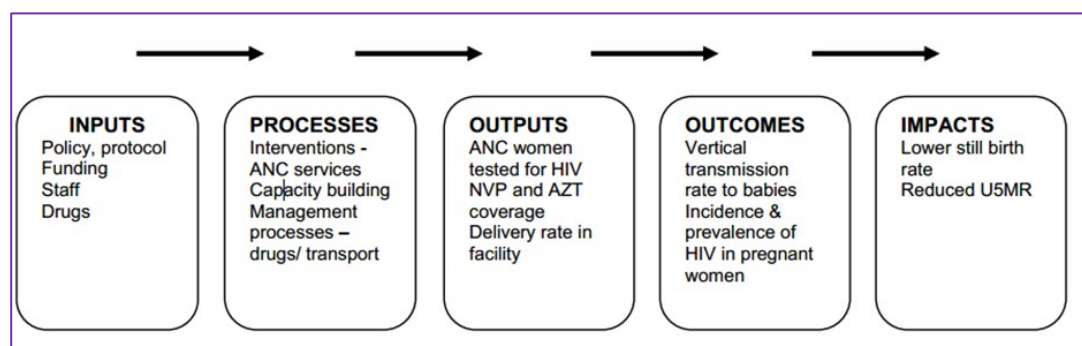 INPUTS
Policy, protocol
Funding
Staff
Drugs
PROCESSES
Interventions -
ANC services
Capacity building
Management
processes –
drugs/ transport
OUTPUTS
ANC women
tested for HIV
NVP and AZT
coverage
Delivery rate in
facility
OUTCOMES
Vertical
transmission
rate to babies
Incidence &
prevalence of
HIV in pregnant
women
IMPACTS
Lower still birth
rate
Reduced U5MR